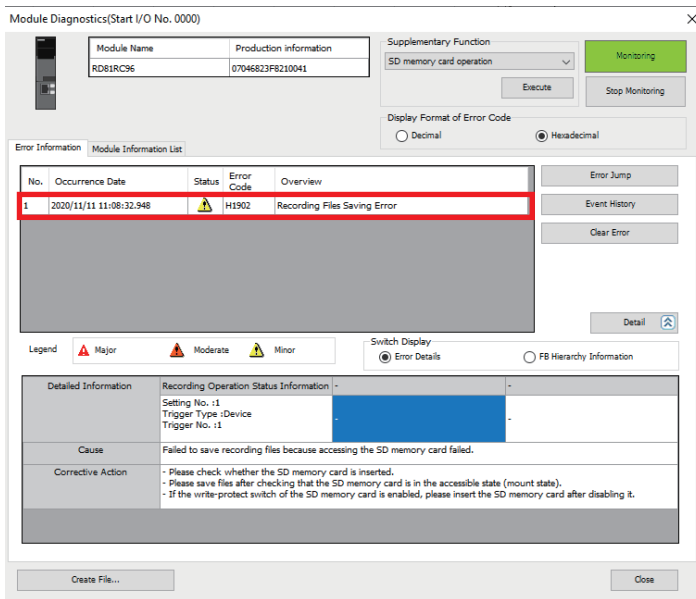 Module Diagnostics(Start I/O No. 0000)
Module Name
Production information
RD81RC96
07046823F8210041
Supplementary Function
SD memory card operation
Execute
Monitoring
Stop Monitoring
Display Format of Error Code
Decimal
Hexadecimal
Error Information
Module Information List
No.
Occurrence Date
Status
Error
Code
Overview
1
2020/11/11 11:08:32.948
H1902
Recording Files Saving Error
Error Jump
Event History
Clear Error
Detail
Legend
Major
Moderate
Minor
Switch Display
Error Details
FB Hierarchy Information
Detailed Information
Recording Operation Status Information
-
-
Setting No. :1
Trigger Type :Device
Trigger No. :1
-
-
Cause
Failed to save recording files because accessing the SD memory card failed.
Corrective Action
- Please check whether the SD memory card is inserted.
- Please save files after checking that the SD memory card is in the accessible state (mount state).
- If the write-protect switch of the SD memory card is enabled, please insert the SD memory card after disabling it.
Create File...
Close